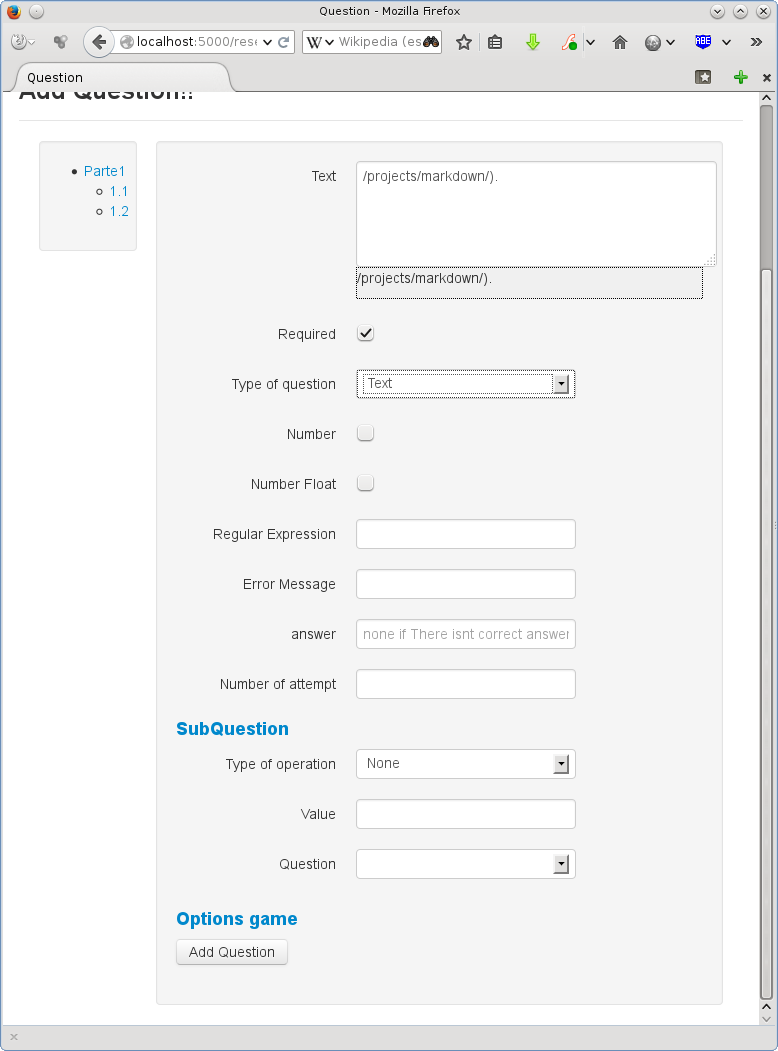 Question - Mozilla Firefox
localhost:5000/rese
W Wikipedia (es
ABE
»
Question
Add Question!!
Parte1
1.1
1.2
Text
/projects/markdown/).
/projects/markdown/).
Required
Type of question Text
Number
Number Float
Regular Expression
Error Message
answer none if There isnt correct answer
Number of attempt
SubQuestion
Type of operation None
Value
Question
Options game
Add Question